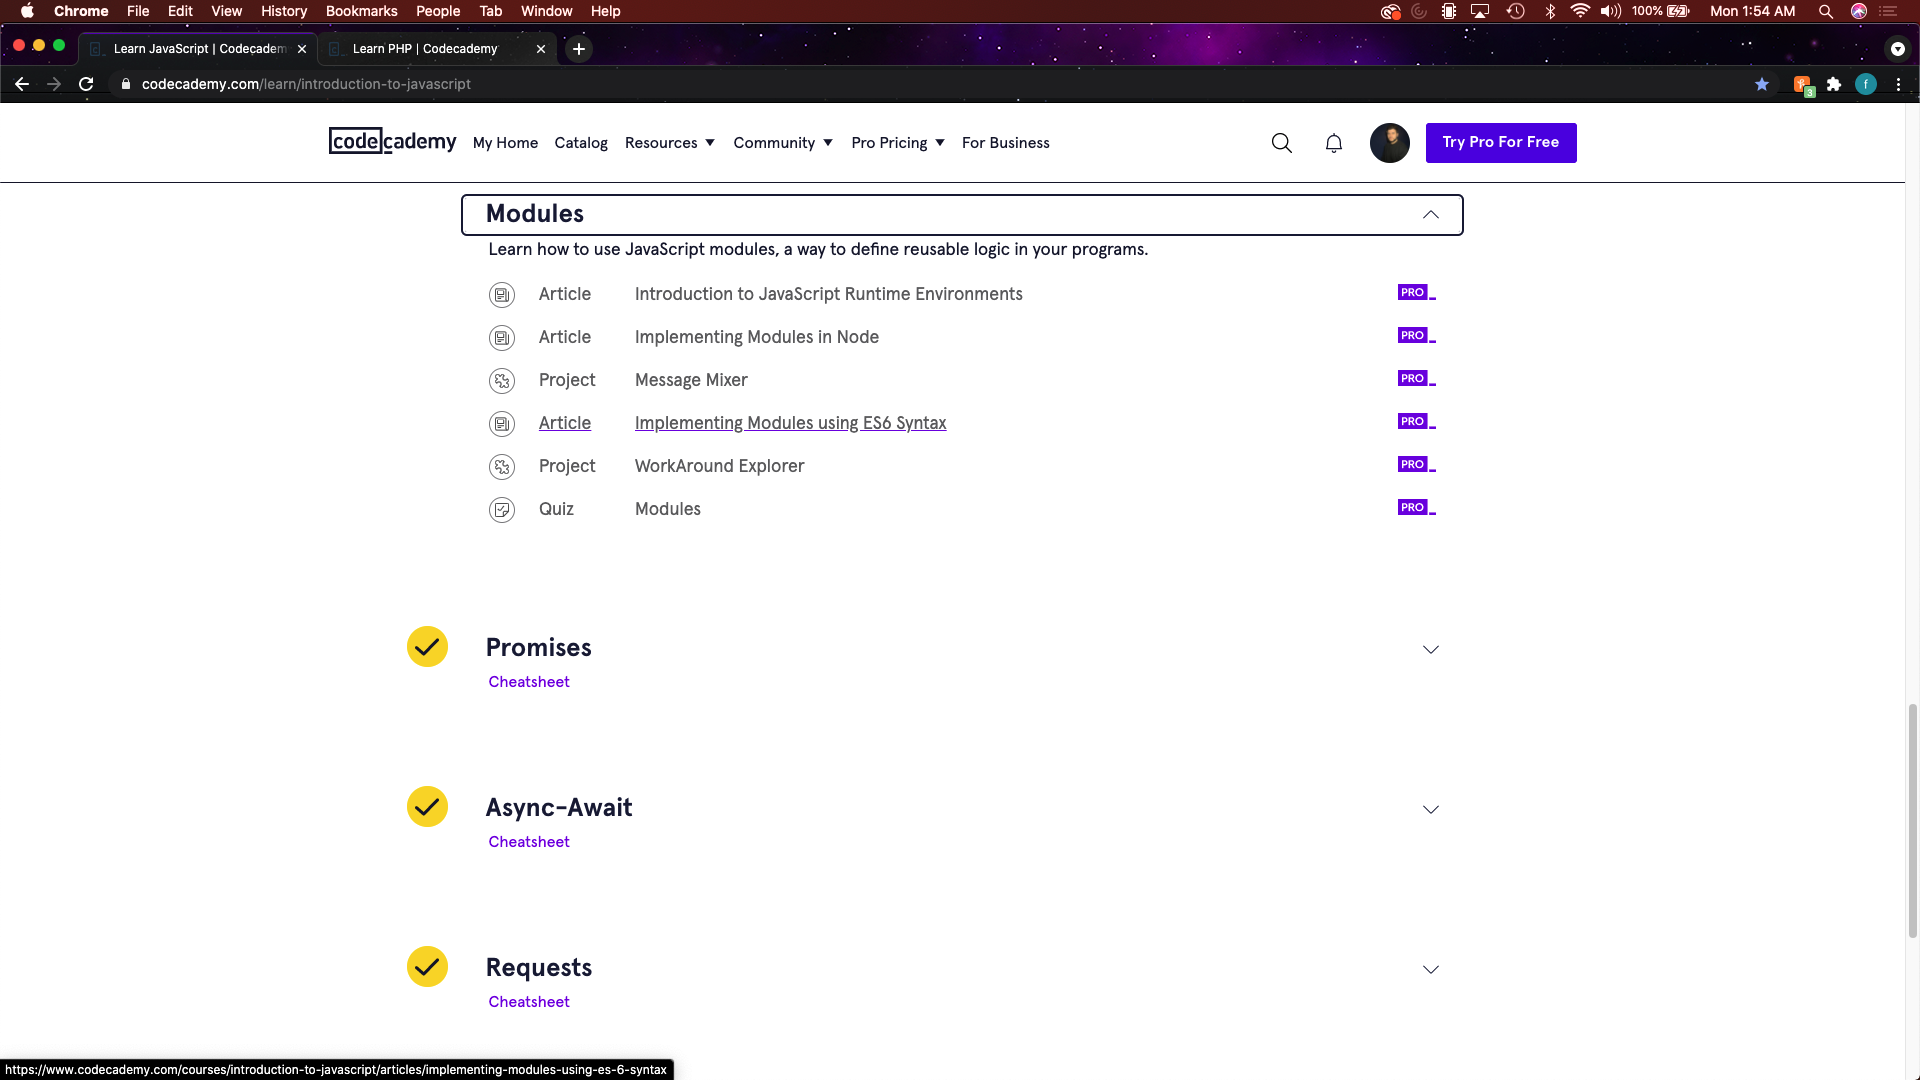 Chrome File Edit View History Bookmarks People Tab Window Help 100% Mon 1:54 AM
Learn JavaScript | Codecadem Learn PHP | Codecademy
codecademy.com/learn/introduction-to-javascript 3 f
codecademy My Home Catalog Resources Community Pro Pricing For Business Try Pro For Free
Modules
Learn how to use JavaScript modules, a way to define reusable logic in your programs.
Article Introduction to JavaScript Runtime Environments PRO
Article Implementing Modules in Node PRO
Project Message Mixer PRO
Article Implementing Modules using ES6 Syntax PRO
Project WorkAround Explorer PRO
Quiz Modules PRO
Promises
Cheatsheet
Async-Await
Cheatsheet
Requests
Cheatsheet
https://www.codecademy.com/courses/introduction-to-javascript/articles/implementing-modules-using-es-6-syntax